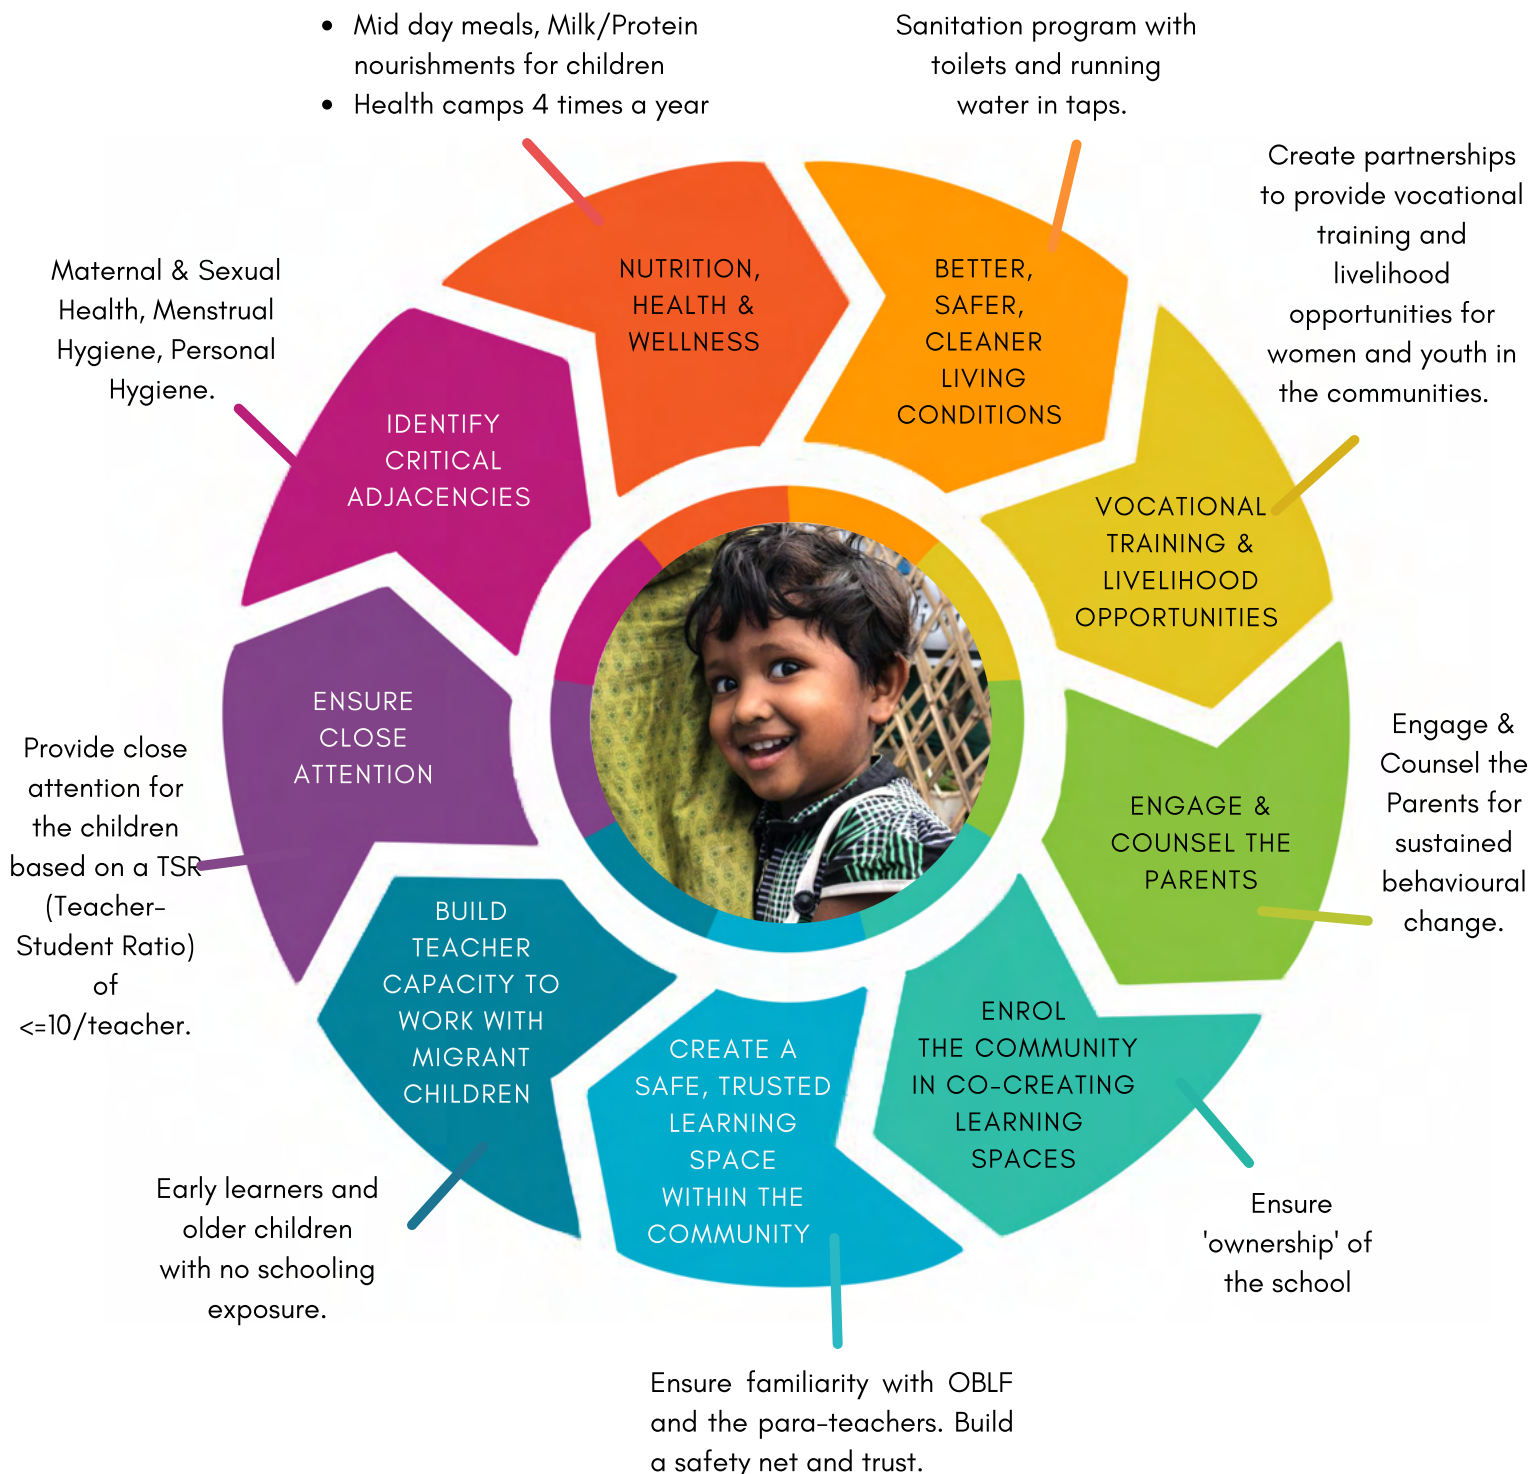 • Mid day meals, Milk/Protein
nourishments for children
• Health camps 4 times a year
Sanitation program with
toilets and running
water in taps.
Create partnerships
to provide vocational
training and
livelihood
opportunities for
women and youth in
the communities.
Maternal & Sexual
Health, Menstrual
Hygiene, Personal
Hygiene.
NUTRITION,
HEALTH &
WELLNESS
BETTER,
SAFER,
CLEANER
LIVING
CONDITIONS
IDENTIFY
CRITICAL
ADJACENCIES
VOCATIONAL
TRAINING &
LIVELIHOOD
OPPORTUNITIES
ENSURE
CLOSE
ATTENTION
Provide close
attention for
the children
based on a TSR
(Teacher-
Student Ratio)
of
<=10/teacher.
ENGAGE &
COUNSEL THE
PARENTS
Engage &
Counsel the
Parents for
sustained
behavioural
change.
BUILD
TEACHER
CAPACITY TO
WORK WITH
MIGRANT
CHILDREN
CREATE A
SAFE, TRUSTED
LEARNING
SPACE
WITHIN THE
COMMUNITY
ENROL
THE COMMUNITY
IN CO-CREATING
LEARNING
SPACES
Early learners and
older children
with no schooling
exposure.
Ensure
'ownership' of
the school
Ensure familiarity with OBLF
and the para-teachers. Build
a safety net and trust.